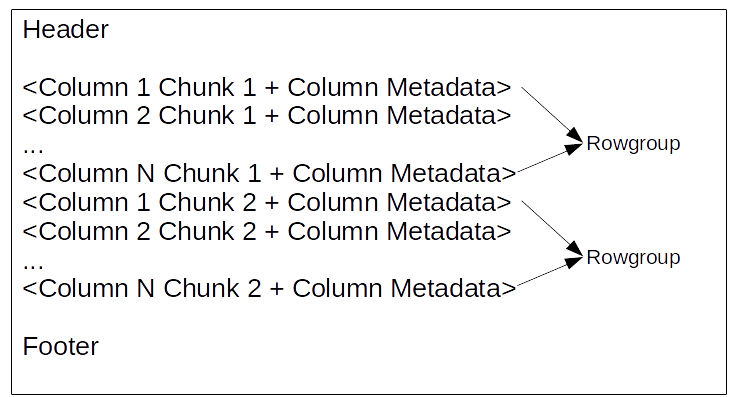 Header
<Column 1 Chunk 1 + Column Metadata>
<Column 2 Chunk 1 + Column Metadata>
...
Rowgroup
<Column N Chunk 1 + Column Metadata>
<Column 1 Chunk 2 + Column Metadata>
<Column 2 Chunk 2 + Column Metadata>
...
Rowgroup
<Column N Chunk 2 + Column Metadata>
Footer